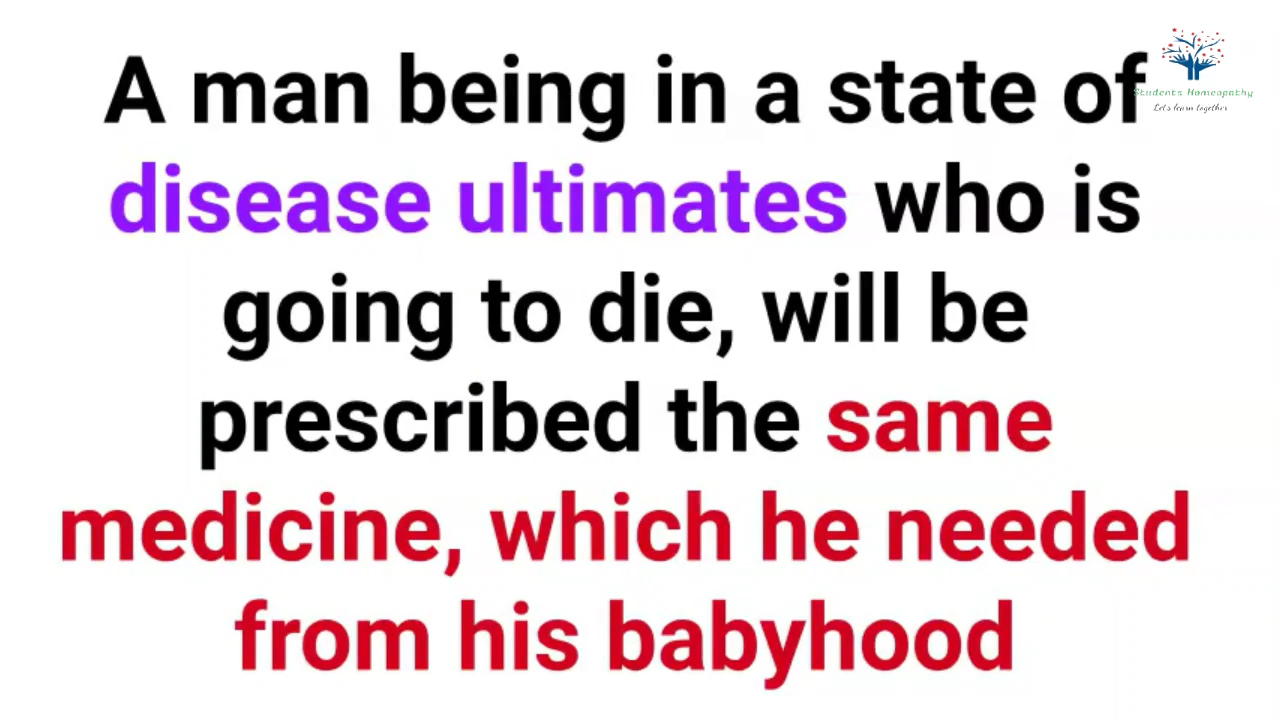 A man being in a state of
disease ultimates who is
going to die, will be
prescribed the same
medicine, which he needed
from his babyhood
Students Homeopathy
Let's learn together